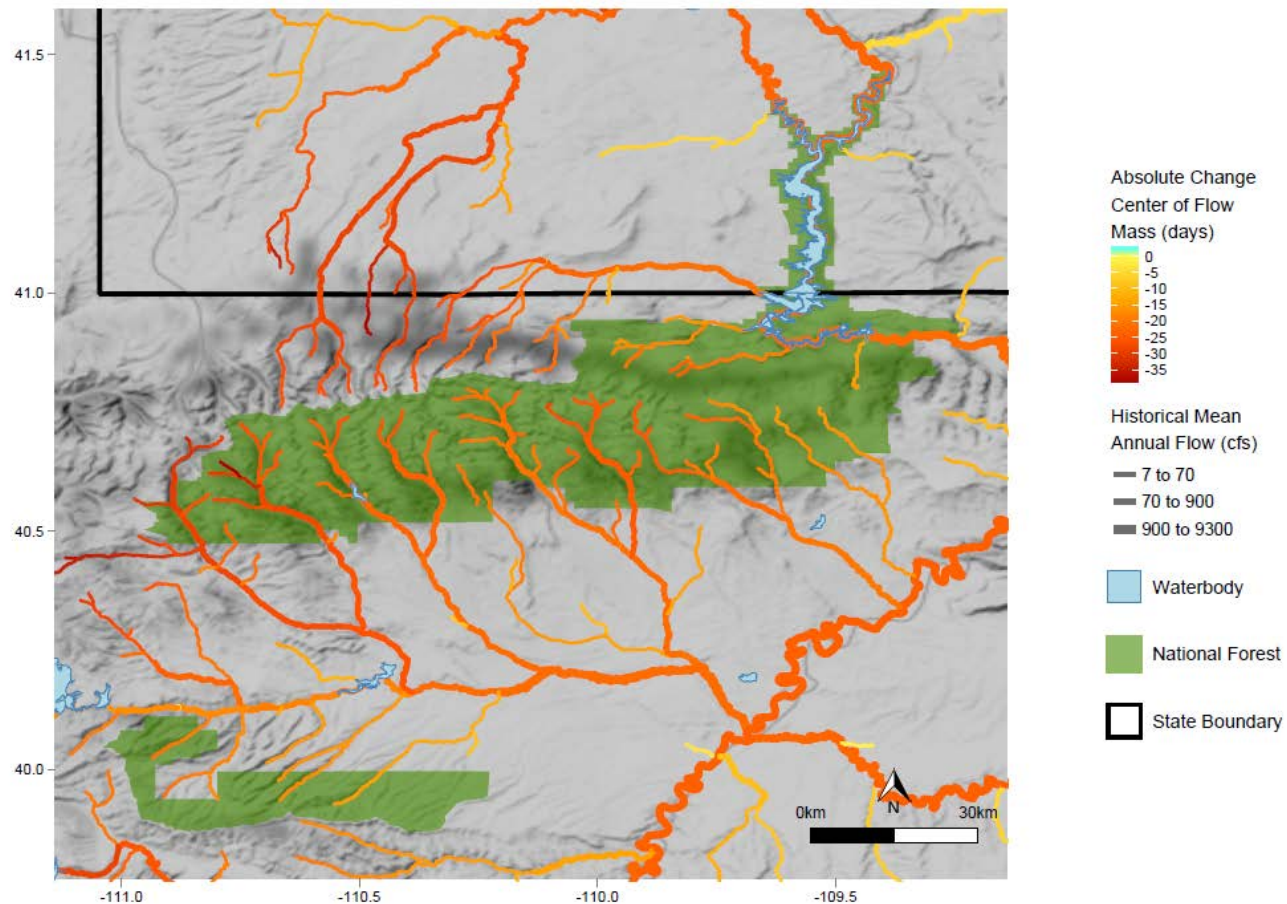 41.5
41.0
40.5
40.0
-111.0
-110.5
-110.0
-109.5
0km
30km
N
Absolute Change
Center of Flow
Mass (days)
0
-5
-10
-15
-20
-25
-30
-35
Historical Mean
Annual Flow (cfs)
7 to 70
70 to 900
900 to 9300
Waterbody
National Forest
State Boundary